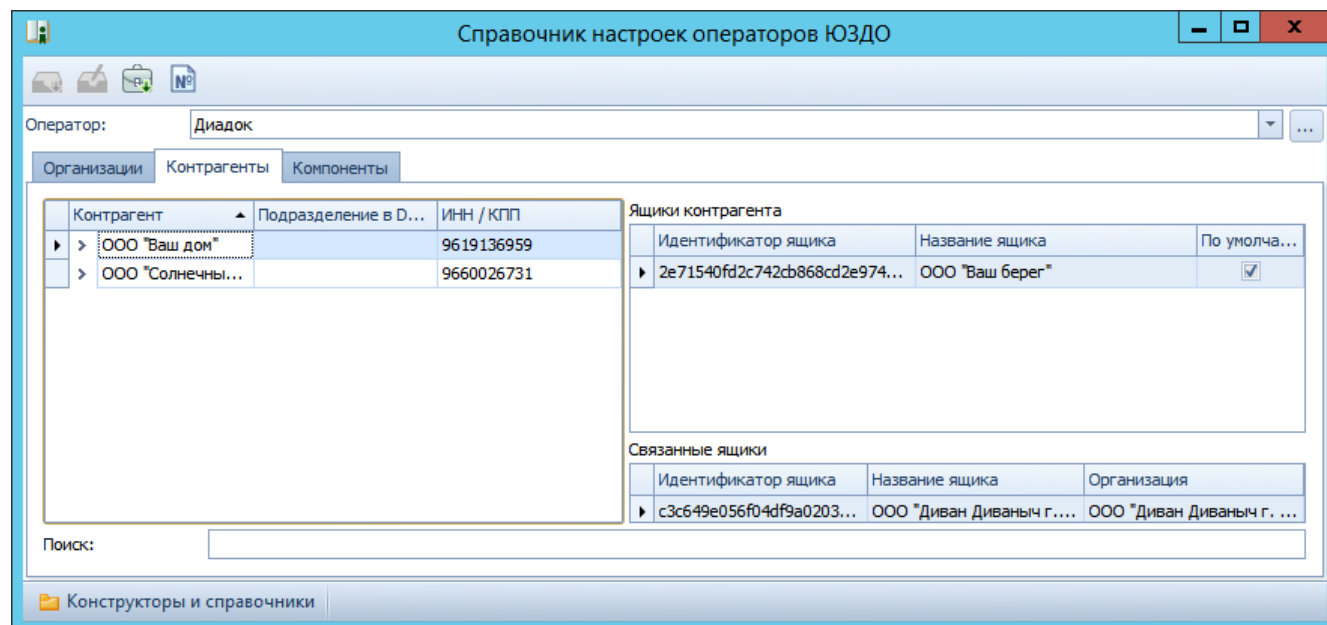 Справочник настроек операторов ЮЗДО
Оператор: Диадок
Организации Контрагенты Компоненты
Контрагент Подразделение в D... ИНН / КПП
ООО "Ваш дом" 9619136959
ООО "Солнечны... 9660026731
Ящики контрагента
Идентификатор ящика Название ящика По умолча...
2e71540fd2c742cb868cd2e974... ООО "Ваш берег"
Связанные ящики
Идентификатор ящика Название ящика Организация
c3c649e056f04df9a0203... ООО "Диван Диваныч г.... ООО "Диван Диваныч г. ...
Поиск:
Конструкторы и справочники